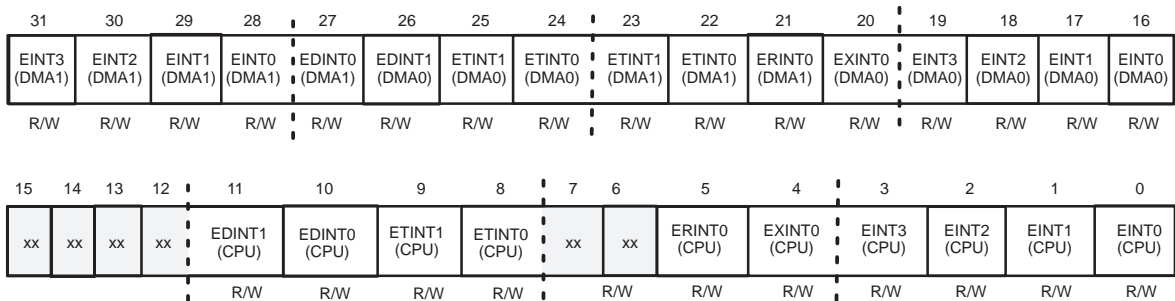 31 30 29 28 27 26 25 24 23 22 21 20 19 18 17 16
EINT3 EINT2 EINT1 EINT0 EDINT0 EDINT1 ETINT1 ETINT0 ETINT1 ETINT0 ERINT0 EXINT0 EINT3 EINT2 EINT1 EINT0
(DMA1) (DMA1) (DMA1) (DMA1) (DMA1) (DMA0) (DMA0) (DMA0) (DMA1) (DMA1) (DMA1) (DMA0) (DMA0) (DMA0) (DMA0) (DMA0)
R/W R/W R/W R/W R/W R/W R/W R/W R/W R/W R/W R/W R/W R/W R/W R/W
15 14 13 12 11 10 9 8 7 6 5 4 3 2 1 0
xx xx xx xx EDINT1 EDINT0 ETINT1 ETINT0 xx xx ERINT0 EXINT0 EINT3 EINT2 EINT1 EINT0
(CPU) (CPU) (CPU) (CPU) (CPU) (CPU) (CPU) (CPU) (CPU) (CPU)
R/W R/W R/W R/W R/W R/W R/W R/W R/W R/W